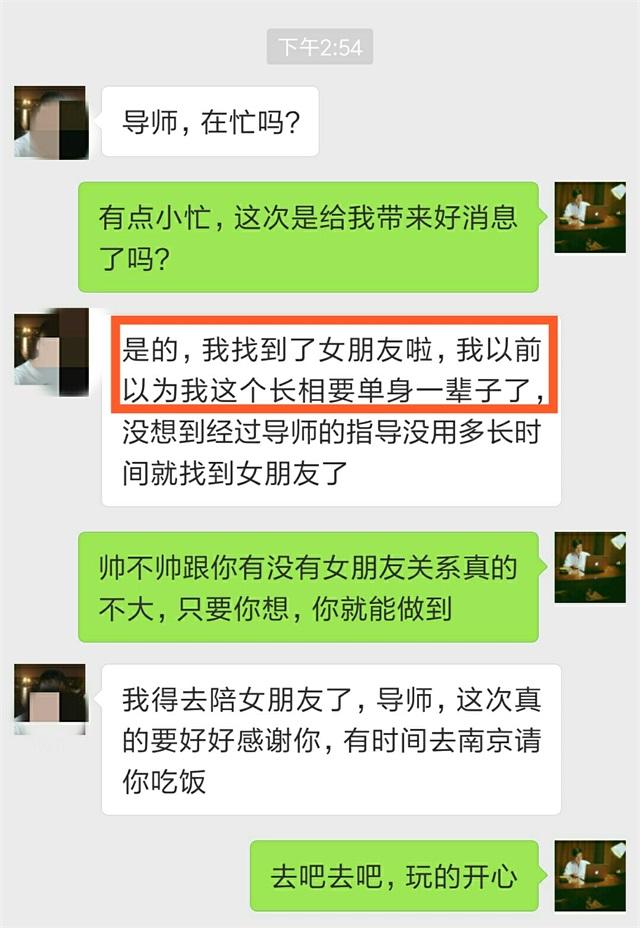 下午2:54
导师，在忙吗？
有点小忙，这次是给我带来好消息
了吗？
是的，我找到了女朋友啦，我以前
以为我这个长相要单身一辈子了，
没想到经过导师的指导没用多长时
间就找到女朋友了
帅不帅跟你有没有女朋友关系真的
不大，只要你想，你就能做到
我得去陪女朋友了，导师，这次真
的要好好感谢你，有时间去南京请
你吃饭
去吧去吧，玩的开心